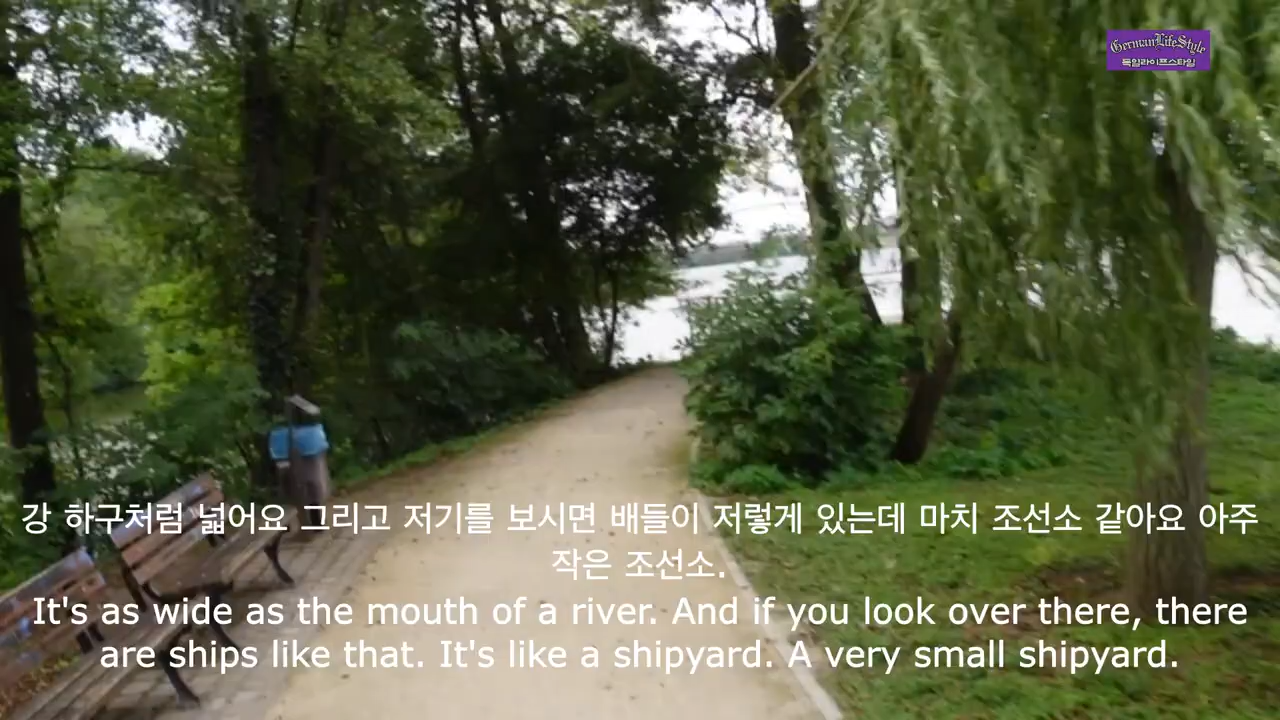 GermanLifeStyle
독일라이프스타일
강 하구처럼 넓어요 그리고 저기를 보시면 배들이 저렇게 있는데 마치 조선소 같아요 아주
작은 조선소.
It's as wide as the mouth of a river. And if you look over there, there
are ships like that. It's like a shipyard. A very small shipyard.